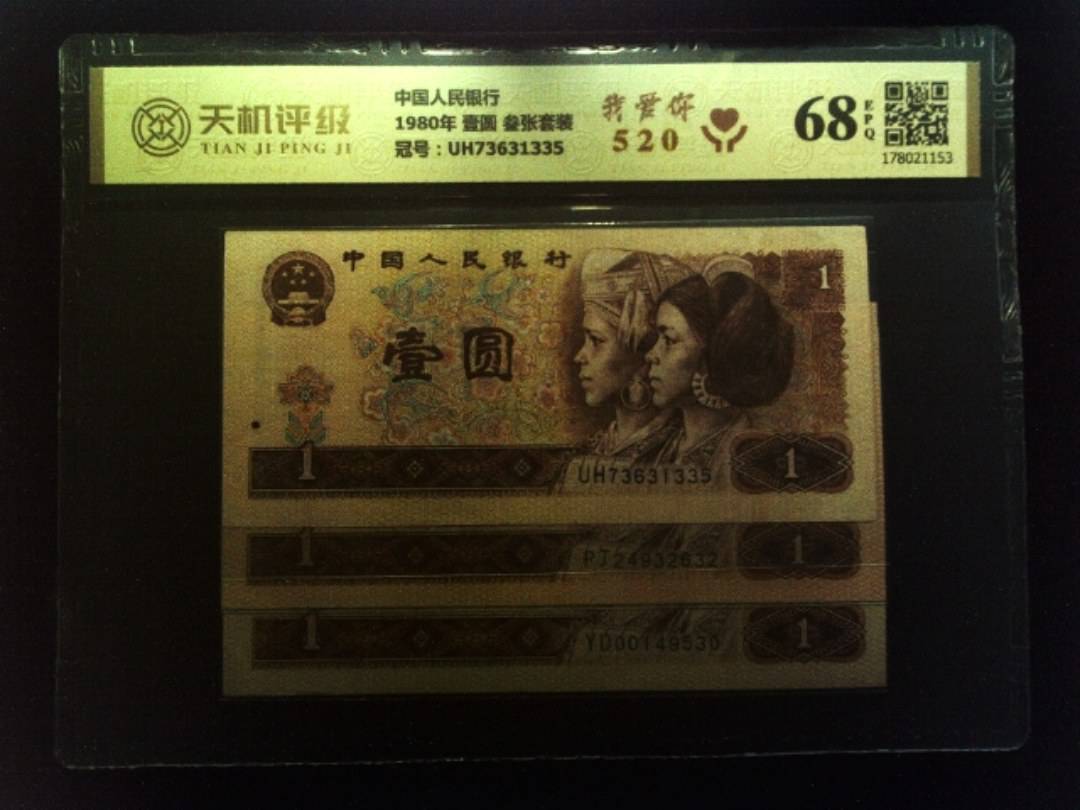 天机评级
TIAN JI PING JI
中国人民银行
1980年 壹圆 叁张套装
冠号：UH73631335
我爱你
520
68
EPQ
178021153
中国人民银行
1
壹圆
1
UH73631335
1
1
RJ24932632
1
1
YD00149530
1